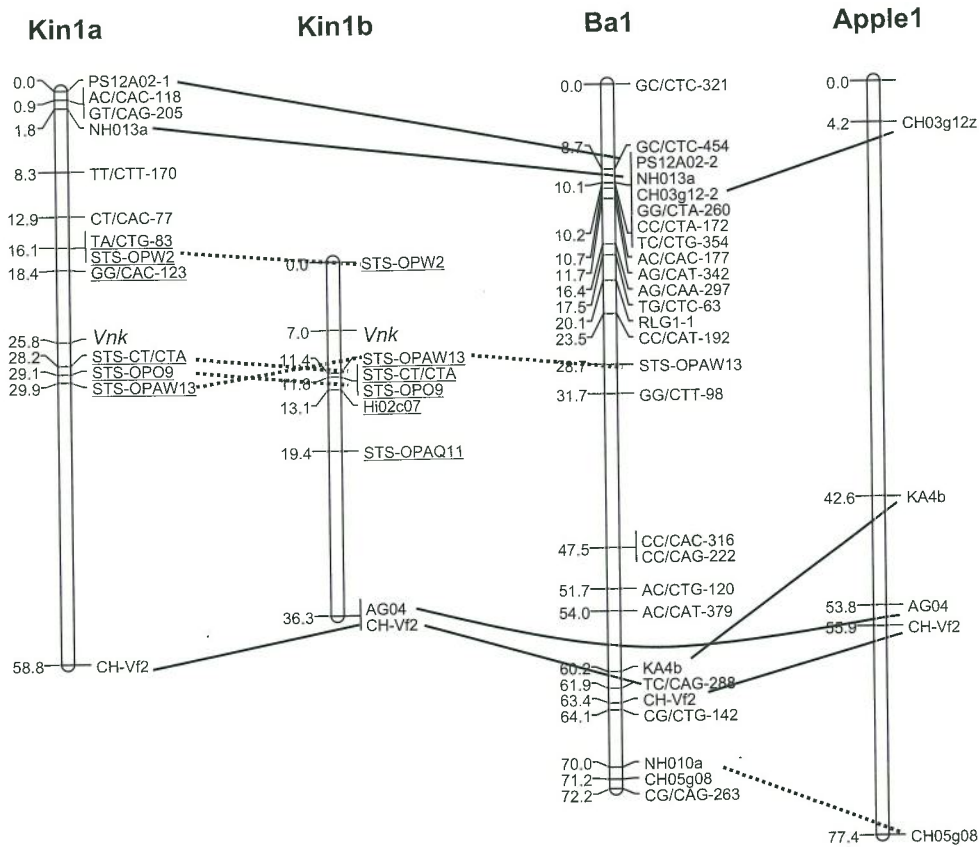 Kin1a
0.0 PS12A02-1
AC/CAC-118
0.9 GT/CAG-205
1.8 NH013a
8.3 TT/CTT-170
12.9 CT/CAC-77
TA/CTG-83
16.1 STS-OPW2
18.4 GG/CAC-123
25.8 Vnk
28.2 STS-CT/CTA
29.1 STS-OPO9
29.9 STS-OPAW13
58.8 CH-Vf2
Kin1b
0.0 STS-OPW2
7.0 Vnk
11.4 STS-OPAW13
STS-CT/CTA
11.8 STS-OPO9
13.1 Hi02c07
19.4 STS-OPAQ11
AG04
36.3 CH-Vf2
Ba1
0.0 GC/CTC-321
8.7 GC/CTC-454
PS12A02-2
NH013a
10.1 CH03g12-2
GG/CTA-260
CC/CTA-172
10.2 TC/CTG-354
10.7 AC/CAC-177
11.7 AG/CAT-342
16.4 AG/CAA-297
17.5 TG/CTC-63
20.1 RLG1-1
23.5 CC/CAT-192
28.7 STS-OPAW13
31.7 GG/CTT-98
47.5 CC/CAC-316
CC/CAG-222
51.7 AC/CTG-120
54.0 AC/CAT-379
60.2 KA4b
61.9 TC/CAG-288
63.4 CH-Vf2
64.1 CG/CTG-142
70.0 NH010a
71.2 CH05g08
72.2 CG/CAG-263
Apple1
0.0
4.2 CH03g12z
42.6 KA4b
53.8 AG04
55.9 CH-Vf2
77.4 CH05g08